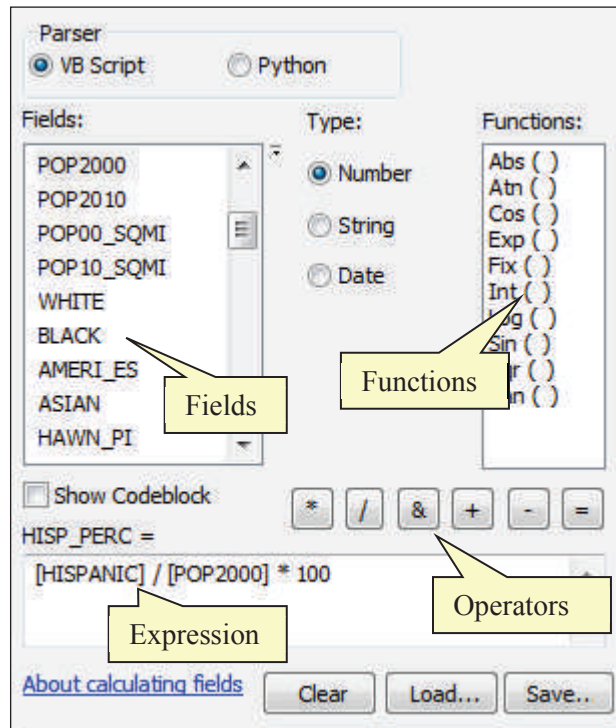 Parser
VB Script Python
Fields: Type: Functions:
POP2000
POP2010
POP00_SQMI
POP10_SQMI
WHITE
BLACK
AMERI_ES
ASIAN
HAWN_PI
Number
String
Date
Abs ( )
Atn ( )
Cos ( )
Exp ( )
Fix ( )
Int ( )
( )
Sin ( )
( )
( )
Fields
Functions
Show Codeblock
* / & + - =
HISP_PERC =
[HISPANIC] / [POP2000] * 100
Expression
Operators
About calculating fields Clear Load... Save..